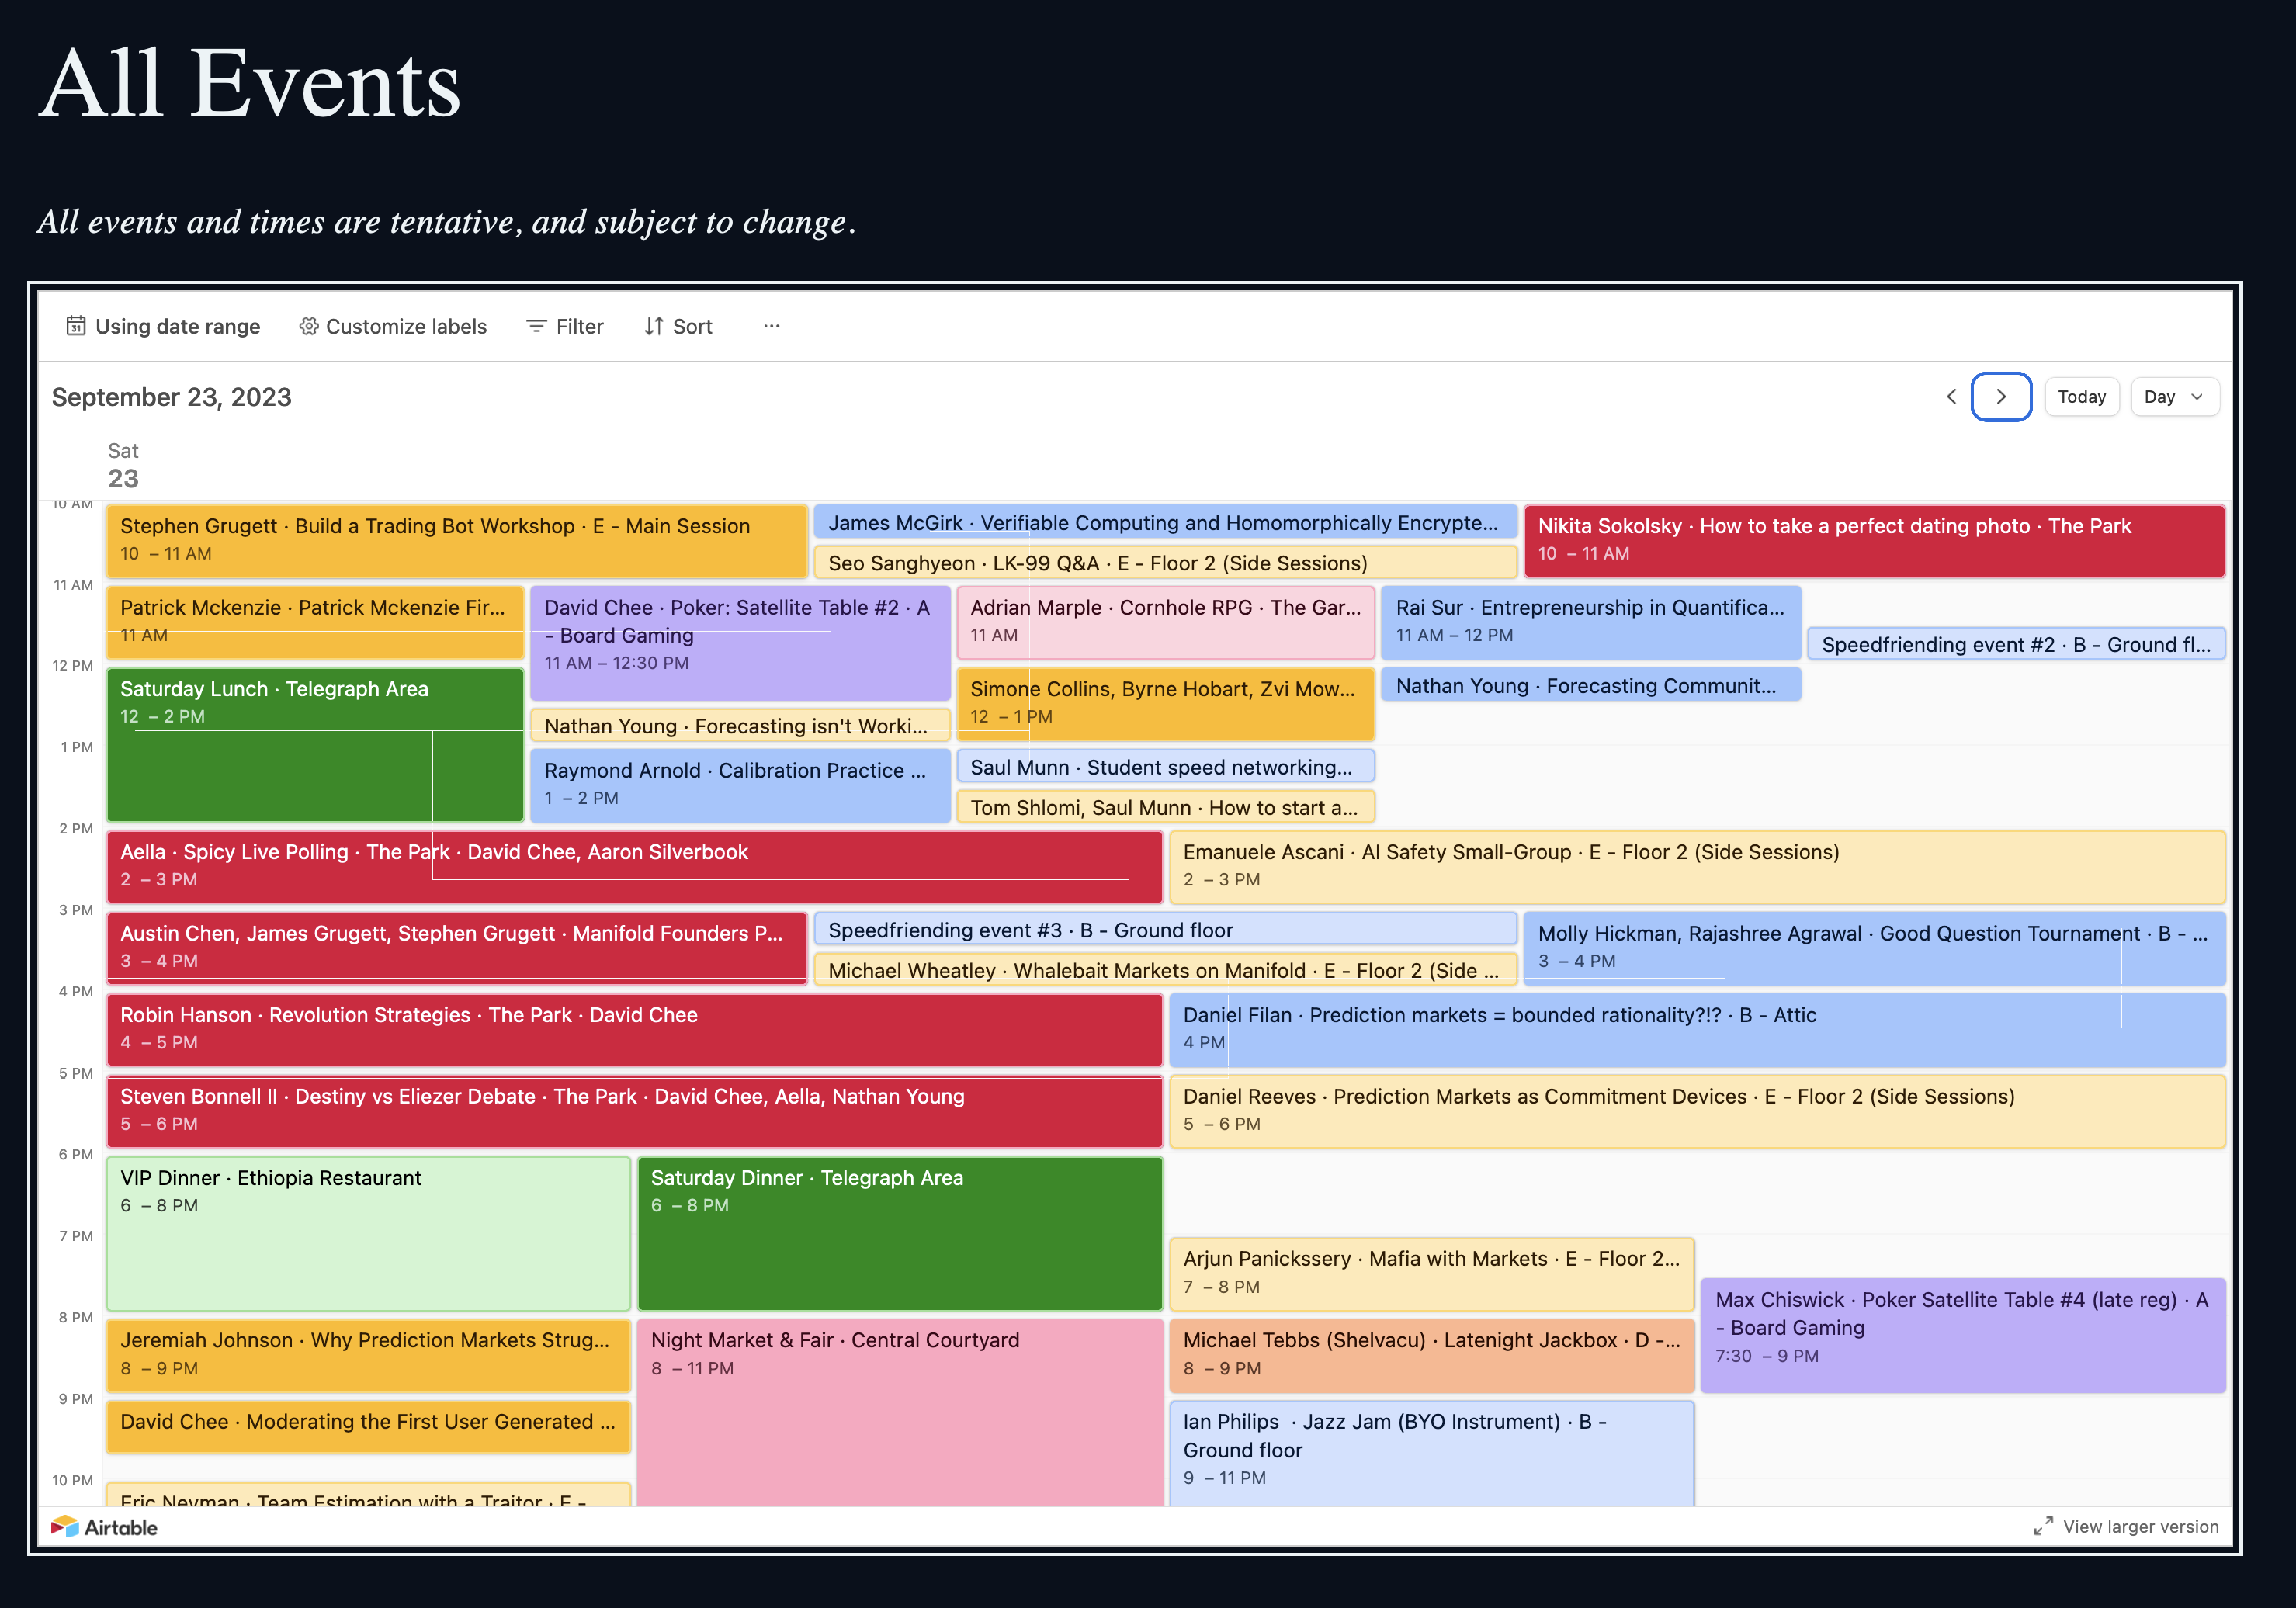 All Events
All events and times are tentative, and subject to change.
Using date range
Customize labels
Filter
Sort
...
September 23, 2023
Today
Day
Sat
23
10 AM
Stephen Grugett · Build a Trading Bot Workshop · E - Main Session
10 – 11 AM
James McGirk · Verifiable Computing and Homomorphically Encrypte...
Seo Sanghyeon · LK-99 Q&A · E - Floor 2 (Side Sessions)
Nikita Sokolsky · How to take a perfect dating photo · The Park
10 – 11 AM
11 AM
Patrick Mckenzie · Patrick Mckenzie Fir...
11 AM
David Chee · Poker: Satellite Table #2 · A
- Board Gaming
11 AM – 12:30 PM
Adrian Marple · Cornhole RPG · The Gar...
11 AM
Rai Sur · Entrepreneurship in Quantifica...
11 AM – 12 PM
Speedfriending event #2 · B - Ground fl...
12 PM
Saturday Lunch · Telegraph Area
12 – 2 PM
Nathan Young · Forecasting isn't Worki...
Simone Collins, Byrne Hobart, Zvi Mow...
12 – 1 PM
Nathan Young · Forecasting Communit...
1 PM
Raymond Arnold · Calibration Practice ...
1 – 2 PM
Saul Munn · Student speed networking...
Tom Shlomi, Saul Munn · How to start a...
2 PM
Aella · Spicy Live Polling · The Park · David Chee, Aaron Silverbook
2 – 3 PM
Emanuele Ascani · AI Safety Small-Group · E - Floor 2 (Side Sessions)
2 – 3 PM
3 PM
Austin Chen, James Grugett, Stephen Grugett · Manifold Founders P...
3 – 4 PM
Speedfriending event #3 · B - Ground floor
Michael Wheatley · Whalebait Markets on Manifold · E - Floor 2 (Side ...
Molly Hickman, Rajashree Agrawal · Good Question Tournament · B - ...
3 – 4 PM
4 PM
Robin Hanson · Revolution Strategies · The Park · David Chee
4 – 5 PM
Daniel Filan · Prediction markets = bounded rationality?!? · B - Attic
4 PM
5 PM
Steven Bonnell II · Destiny vs Eliezer Debate · The Park · David Chee, Aella, Nathan Young
5 – 6 PM
Daniel Reeves · Prediction Markets as Commitment Devices · E - Floor 2 (Side Sessions)
5 – 6 PM
6 PM
VIP Dinner · Ethiopia Restaurant
6 – 8 PM
Saturday Dinner · Telegraph Area
6 – 8 PM
7 PM
Arjun Panickssery · Mafia with Markets · E - Floor 2...
7 – 8 PM
Max Chiswick · Poker Satellite Table #4 (late reg) · A
- Board Gaming
7:30 – 9 PM
8 PM
Jeremiah Johnson · Why Prediction Markets Strug...
8 – 9 PM
Night Market & Fair · Central Courtyard
8 – 11 PM
Michael Tebbs (Shelvacu) · Latenight Jackbox · D -...
8 – 9 PM
9 PM
David Chee · Moderating the First User Generated ...
Ian Philips · Jazz Jam (BYO Instrument) · B -
Ground floor
9 – 11 PM
10 PM
Eric Neyman · Team Estimation with a Traitor · E -
Airtable
View larger version